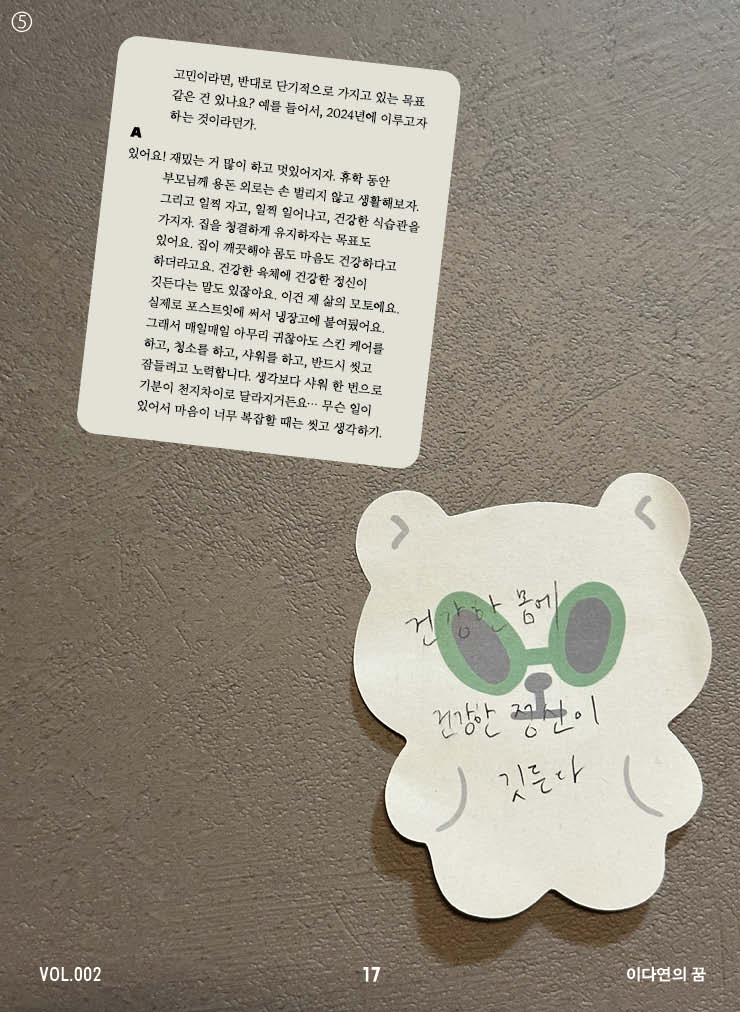 ⑤
고민이라면, 반대로 단기적으로 가지고 있는 목표
같은 건 있나요? 예를 들어서, 2024년에 이루고자
하는 것이라던가.
A
있어요! 재밌는 거 많이 하고 멋있어지자. 휴학 동안
부모님께 용돈 외로는 손 벌리지 않고 생활해보자.
그리고 일찍 자고, 일찍 일어나고, 건강한 식습관을
가지자. 집을 청결하게 유지하자는 목표도
있어요. 집이 깨끗해야 몸도 마음도 건강하다고
하더라고요. 건강한 육체에 건강한 정신이
깃든다는 말도 있잖아요. 이건 제 삶의 모토에요.
실제로 포스트잇에 써서 냉장고에 붙여뒀어요.
그래서 매일매일 아무리 귀찮아도 스킨 케어를
하고, 청소를 하고, 샤워를 하고, 반드시 씻고
잠들려고 노력합니다. 생각보다 샤워 한 번으로
기분이 천지차이로 달라지거든요… 무슨 일이
있어서 마음이 너무 복잡할 때는 씻고 생각하기.
건강한 몸에
건강한 정신이
깃든다
VOL.002
17
이다연의 꿈